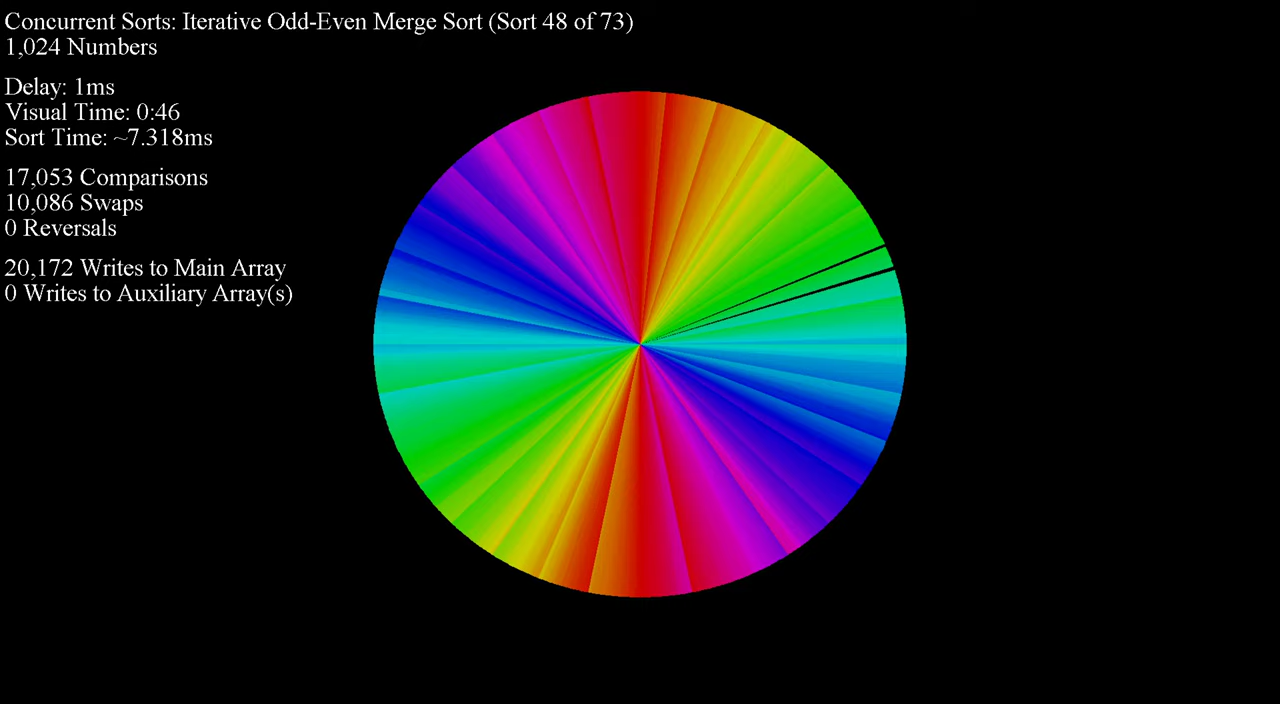 Concurrent Sorts: Iterative Odd-Even Merge Sort (Sort 48 of 73)
1,024 Numbers
Delay: 1ms
Visual Time: 0:46
Sort Time: ~7.318ms
17,053 Comparisons
10,086 Swaps
0 Reversals
20,172 Writes to Main Array
0 Writes to Auxiliary Array(s)